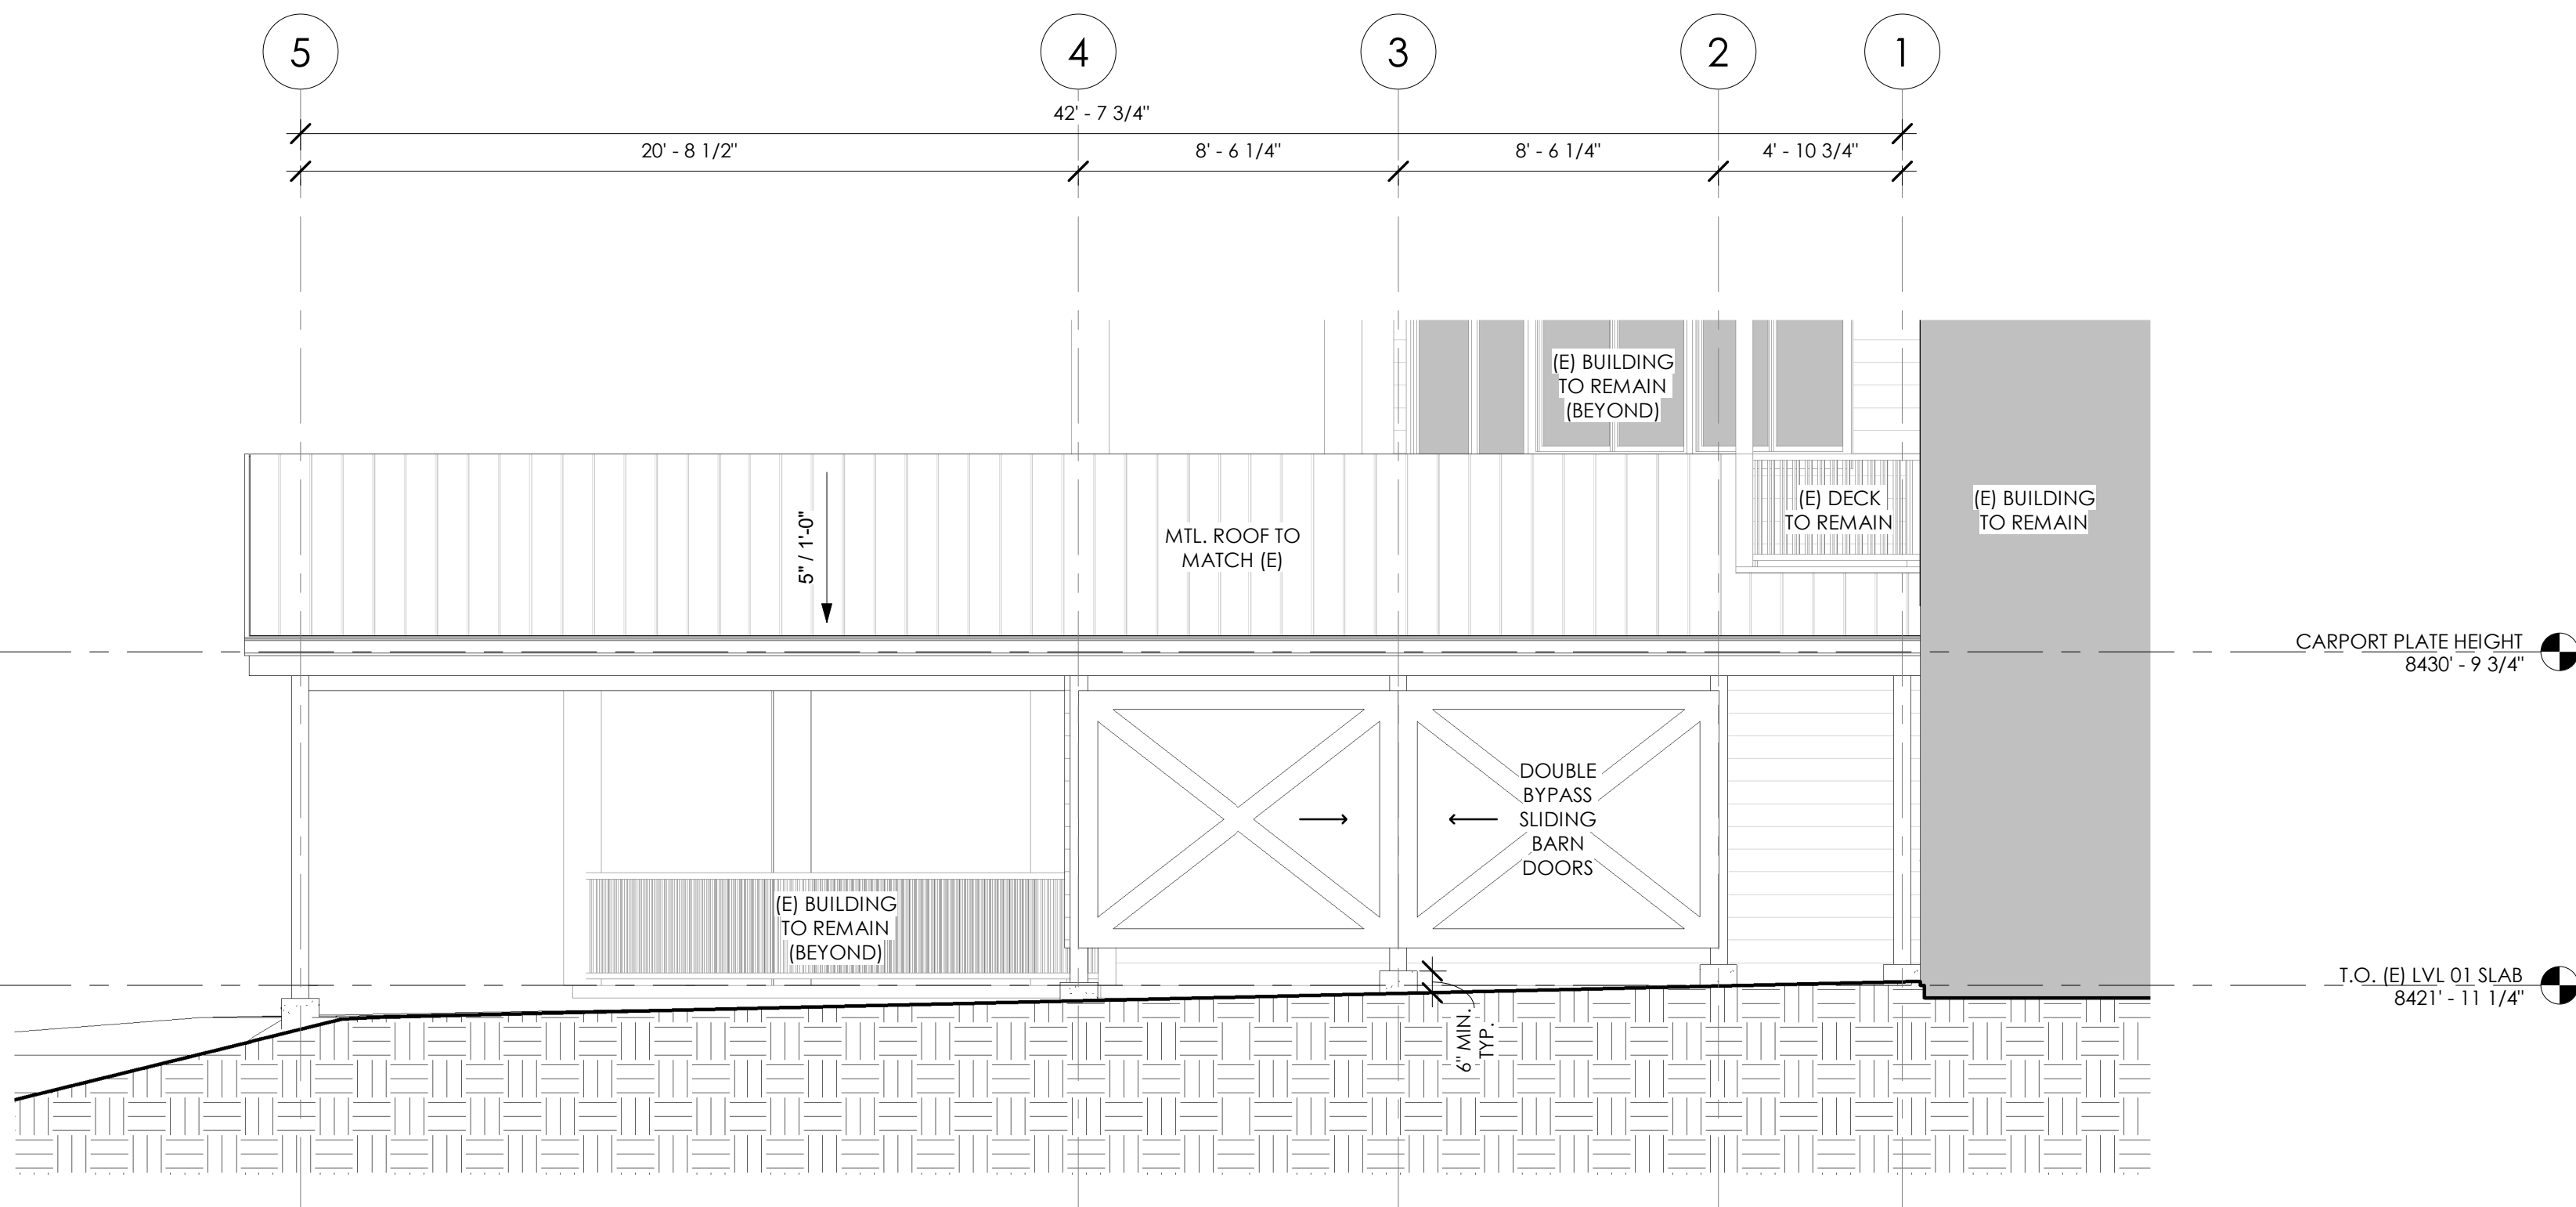 5
4
3
2
1
42' - 7 3/4"
20' - 8 1/2"
8' - 6 1/4"
8' - 6 1/4"
4' - 10 3/4"
(E) BUILDING
TO REMAIN
(BEYOND)
5" / 1'-0"
MTL. ROOF TO
MATCH (E)
(E) DECK
TO REMAIN
(E) BUILDING
TO REMAIN
CARPORT PLATE HEIGHT
8430' - 9 3/4"
DOUBLE
BYPASS
SLIDING
BARN
DOORS
(E) BUILDING
TO REMAIN
(BEYOND)
T.O. (E) LVL 01 SLAB
8421' - 11 1/4"
6" MIN.
TYP.